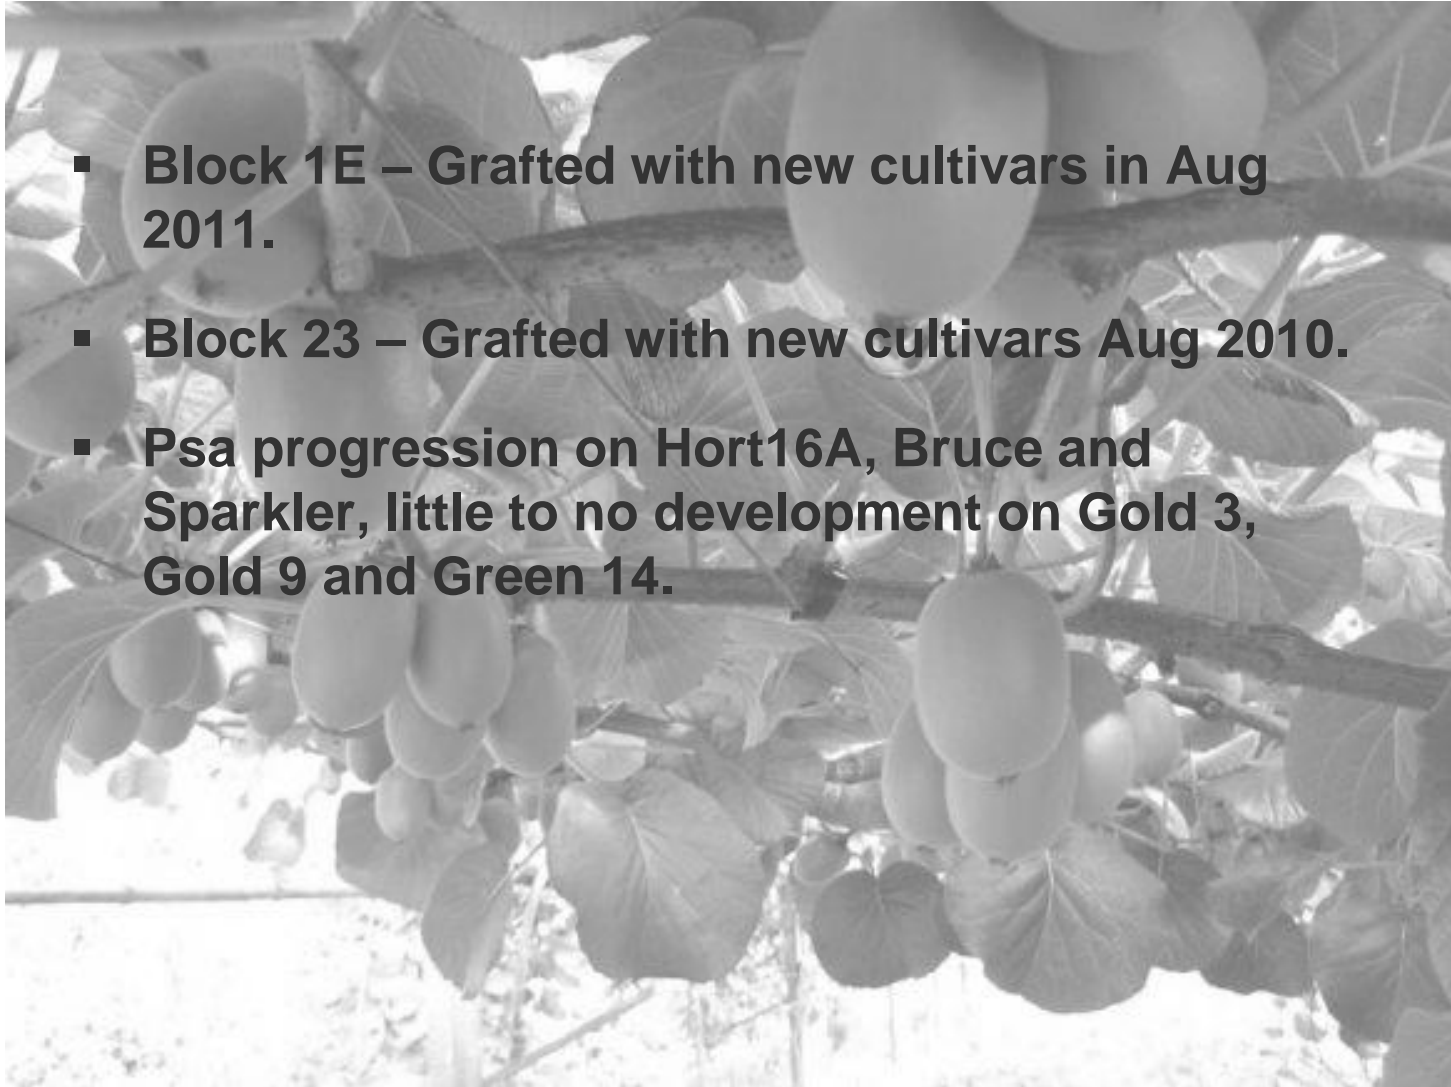 ▪ Block 1E – Grafted with new cultivars in Aug
2011.
▪ Block 23 – Grafted with new cultivars Aug 2010.
▪ Psa progression on Hort16A, Bruce and
Sparkler, little to no development on Gold 3,
Gold 9 and Green 14.